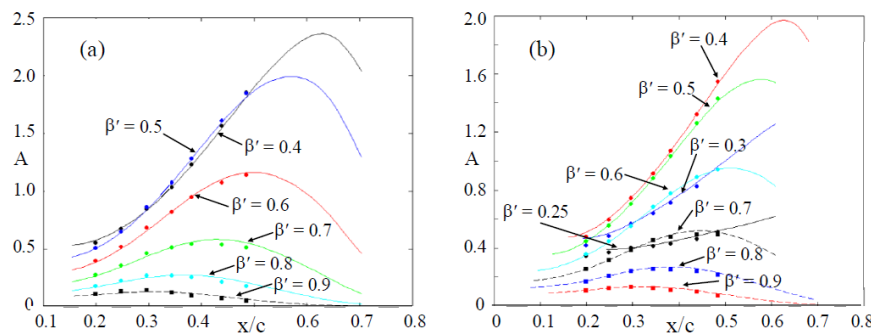 (a)
2.5
2.0
1.5
A
1.0
0.5
0
β′ = 0.5
β′ = 0.4
β′ = 0.6
β′ = 0.7
β′ = 0.8
β′ = 0.9
0.1 0.2 0.3 0.4 0.5 0.6 0.7 0.8
x/c
(b)
2.0
1.6
1.2
A
0.8
0.4
0
β′ = 0.4
β′ = 0.5
β′ = 0.3
β′ = 0.6
β′ = 0.7
β′ = 0.25
β′ = 0.8
β′ = 0.9
0 0.1 0.2 0.3 0.4 0.5 0.6 0.7 0.8
x/c